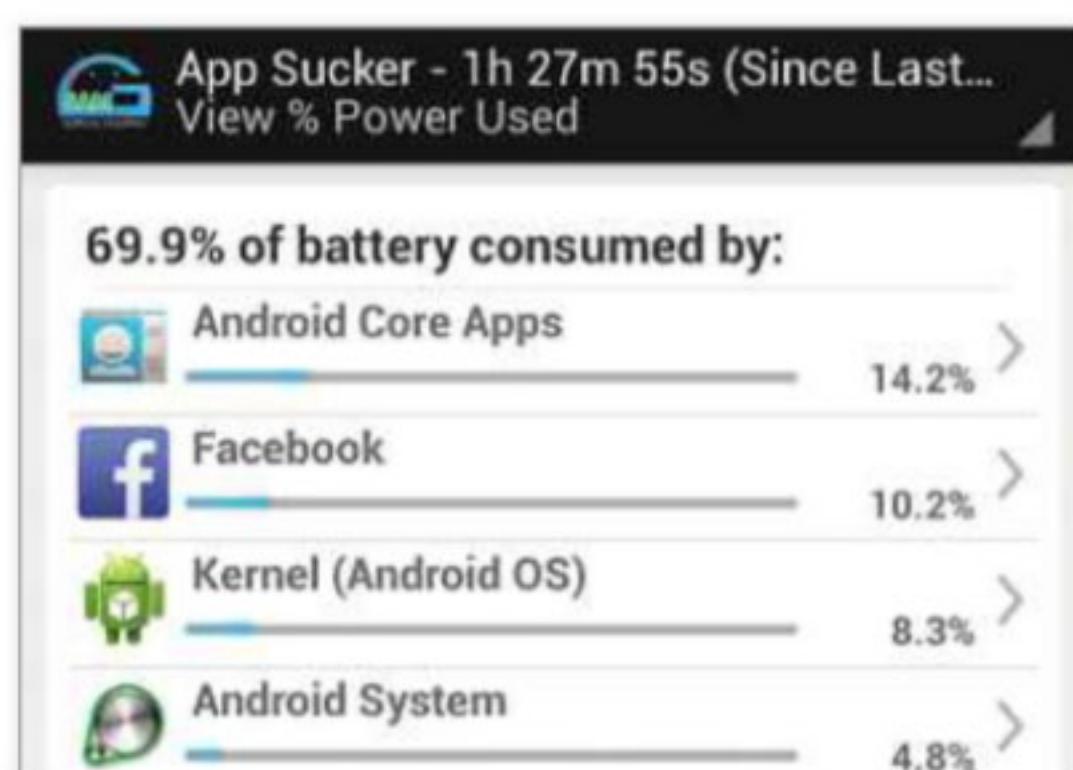 App Sucker - 1h 27m 55s (Since Last...
View % Power Used
69.9% of battery consumed by:
Android Core Apps
14.2%
Facebook
10.2%
Kernel (Android OS)
8.3%
Android System
4.8%